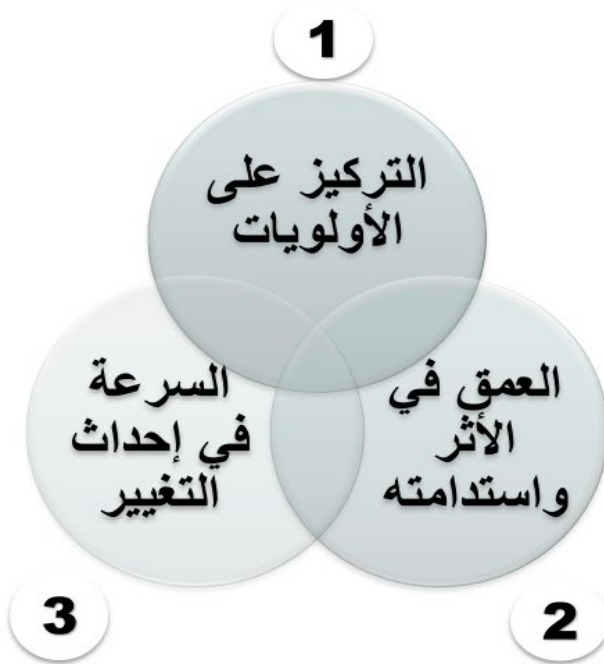 1
التركيز على
الأولويات
العمق في
الأثر
واستدامته
2
السرعة
في إحداث
التغيير
3